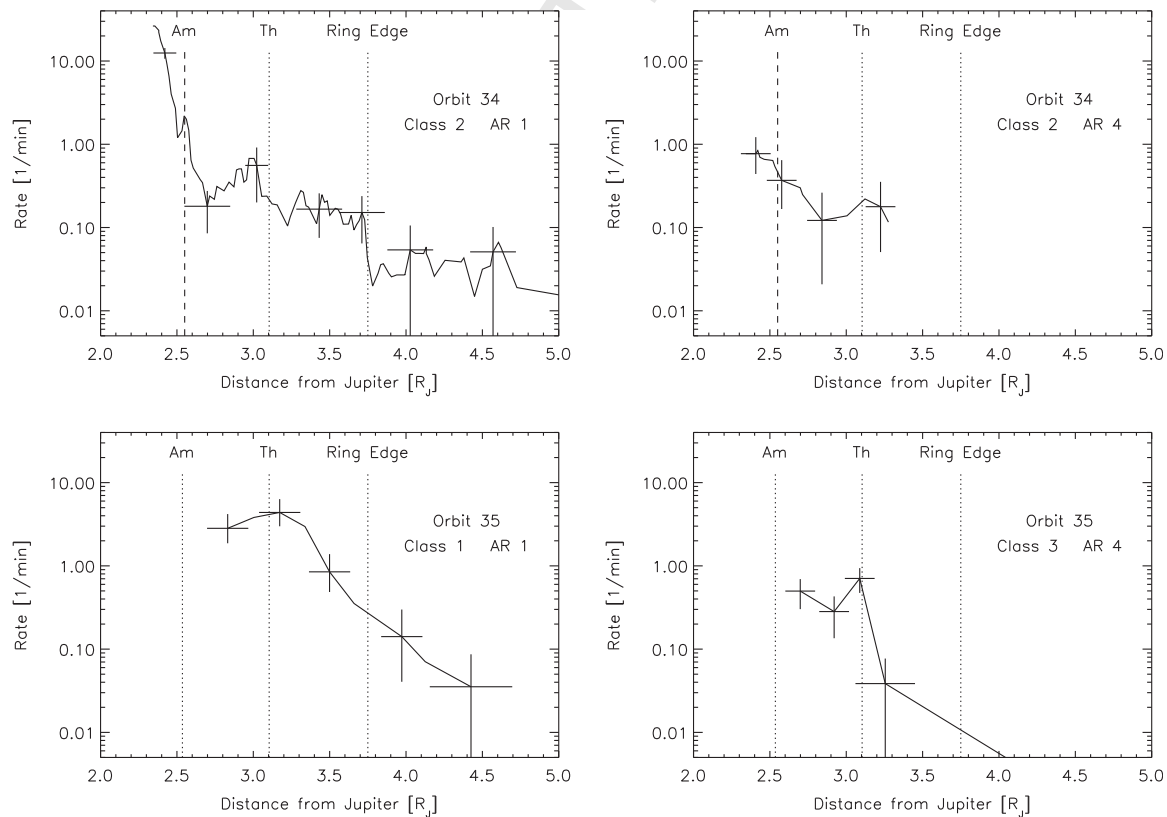 Am Th Ring Edge
10.00
1.00
0.10
0.01
Rate [1/min]
Orbit 34
Class 2 AR 1
2.0 2.5 3.0 3.5 4.0 4.5 5.0
Distance from Jupiter [R_J]
Am Th Ring Edge
10.00
1.00
0.10
0.01
Rate [1/min]
Orbit 34
Class 2 AR 4
2.0 2.5 3.0 3.5 4.0 4.5 5.0
Distance from Jupiter [R_J]
Am Th Ring Edge
10.00
1.00
0.10
0.01
Rate [1/min]
Orbit 35
Class 1 AR 1
2.0 2.5 3.0 3.5 4.0 4.5 5.0
Distance from Jupiter [R_J]
Am Th Ring Edge
10.00
1.00
0.10
0.01
Rate [1/min]
Orbit 35
Class 3 AR 4
2.0 2.5 3.0 3.5 4.0 4.5 5.0
Distance from Jupiter [R_J]